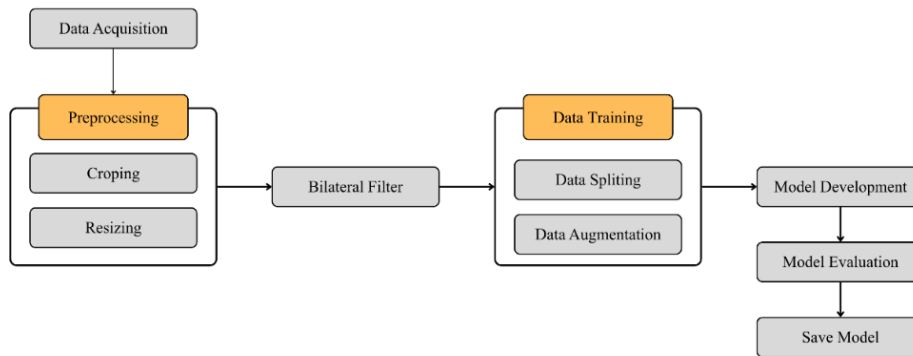 Data Acquisition
Preprocessing
Croping
Resizing
Bilateral Filter
Data Training
Data Spliting
Data Augmentation
Model Development
Model Evaluation
Save Model